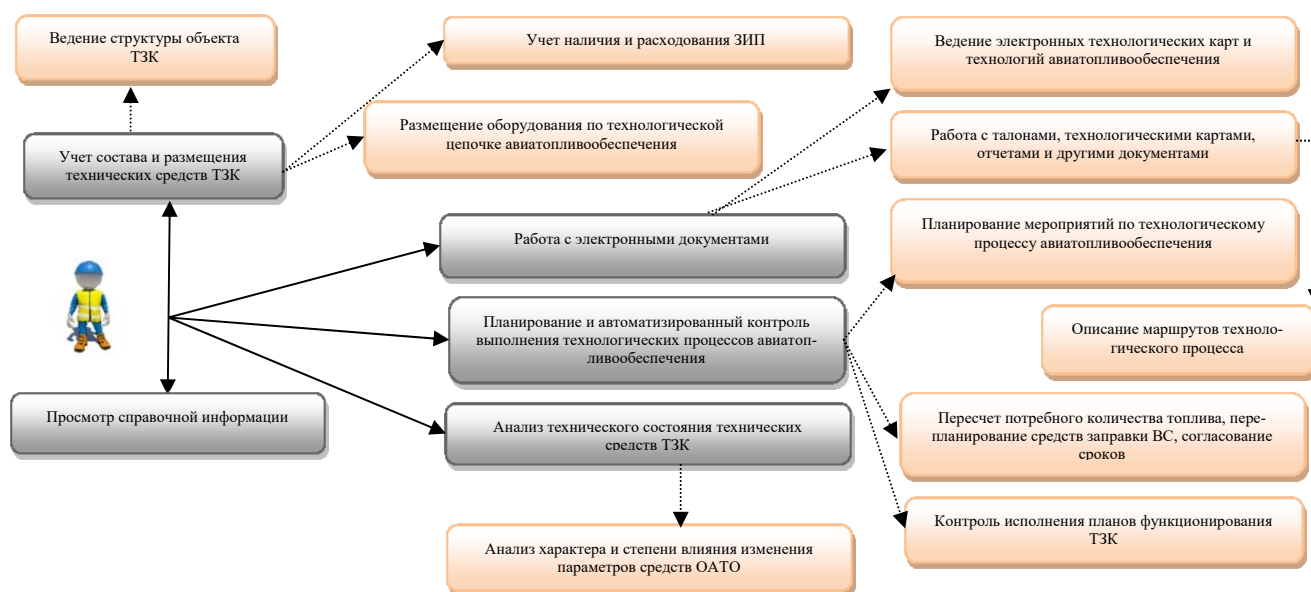 Ведение структуры объекта
ТЗК
Учет наличия и расходования ЗИП
Ведение электронных технологических карт и
технологий авиатопливообеспечения
Размещение оборудования по технологической
цепочке авиатопливообеспечения
Работа с талонами, технологическими картами,
отчетами и другими документами
Учет состава и размещения
технических средств ТЗК
Работа с электронными документами
Планирование мероприятий по технологическому
процессу авиатопливообеспечения
Планирование и автоматизированный контроль
выполнения технологических процессов авиатоп-
ливообеспечения
Описание маршрутов техноло-
гического процесса
Просмотр справочной информации
Анализ технического состояния технических
средств ТЗК
Пересчет потребного количества топлива, пере-
планирование средств заправки ВС, согласование
сроков
Контроль исполнения планов функционирования
ТЗК
Анализ характера и степени влияния изменения
параметров средств ОАТО